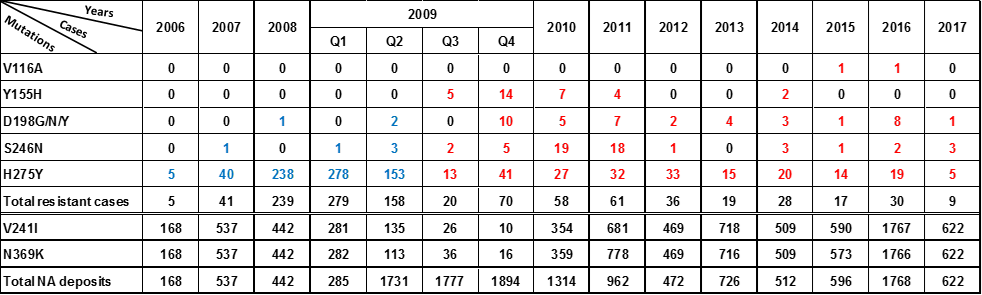 Years
Cases
Mutations
2006 2007 2008 2009 2010 2011 2012 2013 2014 2015 2016 2017
Q1 Q2 Q3 Q4
V116A 0 0 0 0 0 0 0 0 0 0 0 0 1 1 0
Y155H 0 0 0 0 0 5 14 7 4 0 0 2 0 0 0
D198G/N/Y 0 0 1 0 2 0 10 5 7 2 4 3 1 8 1
S246N 0 1 0 1 3 2 5 19 18 1 0 3 1 2 3
H275Y 5 40 238 278 153 13 41 27 32 33 15 20 14 19 5
Total resistant cases 5 41 239 279 158 20 70 58 61 36 19 28 17 30 9
V241I 168 537 442 281 135 26 10 354 681 469 718 509 590 1767 622
N369K 168 537 442 282 113 36 16 359 778 469 716 509 573 1766 622
Total NA deposits 168 537 442 285 1731 1777 1894 1314 962 472 726 512 596 1768 622